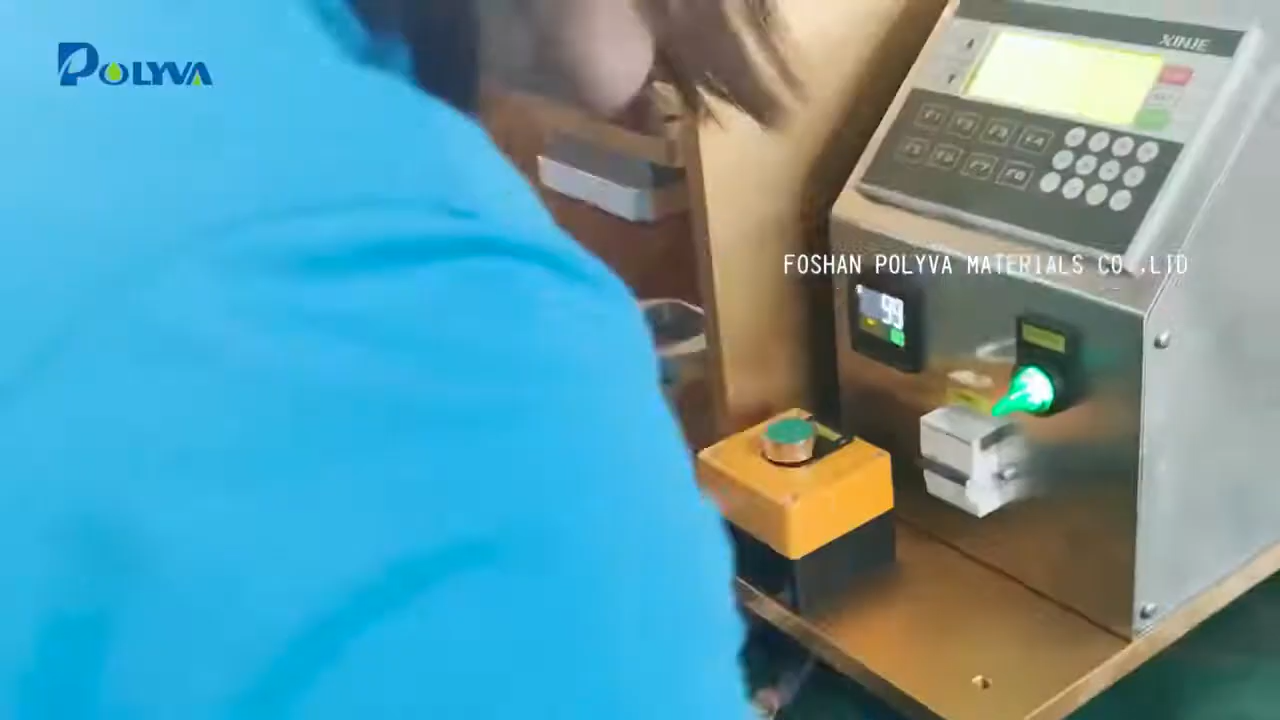 POLYVA
XINJE
F1 F2 F3 F4
F5 F6 F7 F8
FOSHAN POLYVA MATERIALS CO .,LTD
99